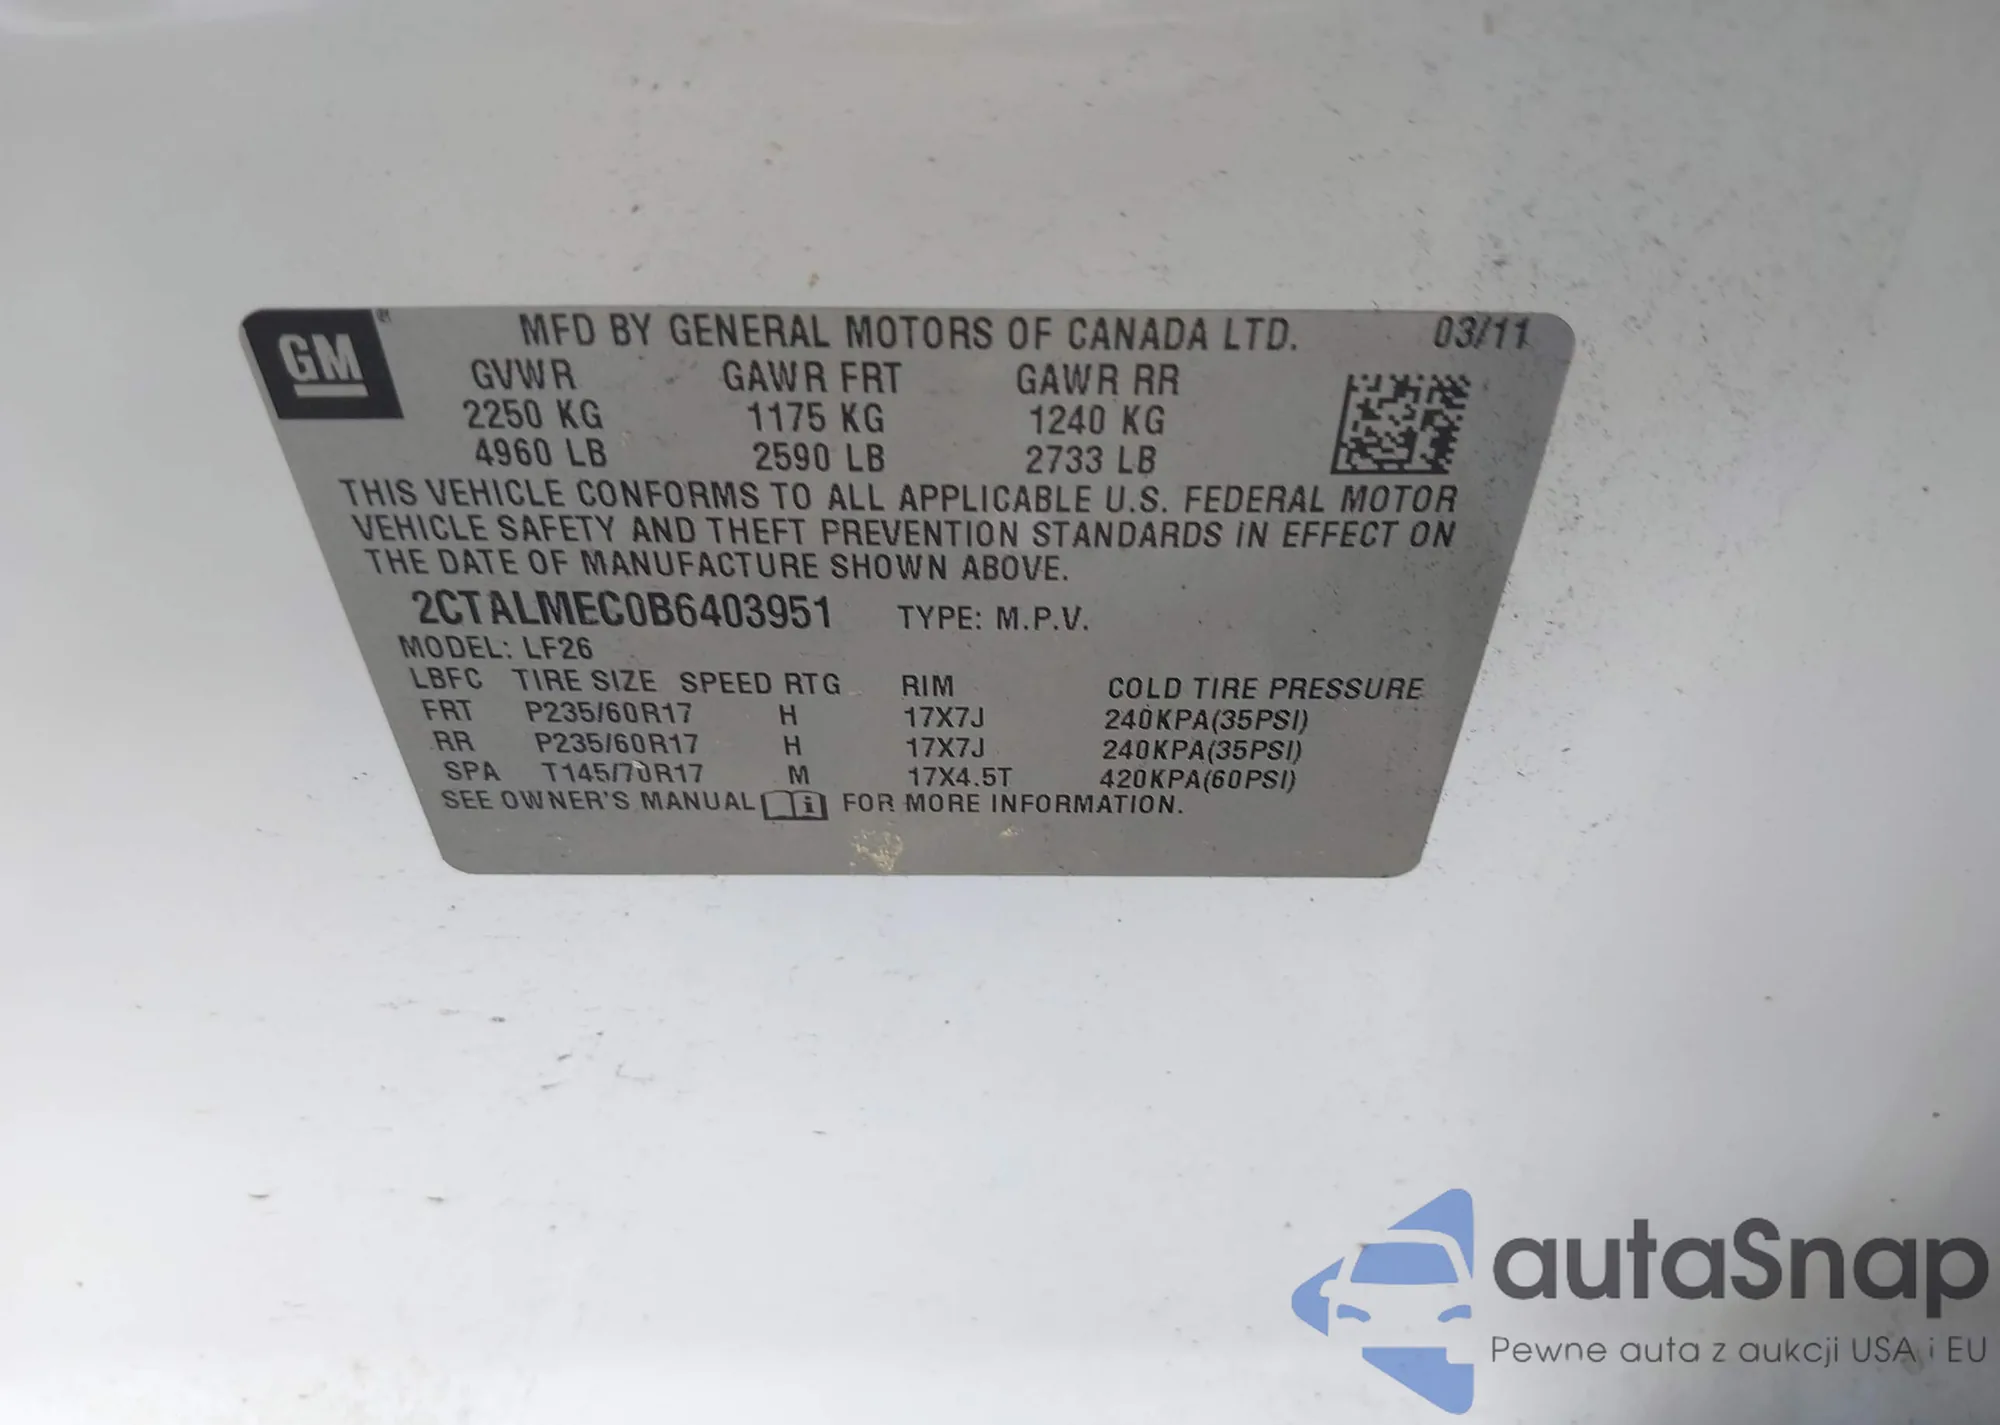 GM
MFD BY GENERAL MOTORS OF CANADA LTD. 03/11
GVWR GAWR FRT GAWR RR
2250 KG 1175 KG 1240 KG
4960 LB 2590 LB 2733 LB
THIS VEHICLE CONFORMS TO ALL APPLICABLE U.S. FEDERAL MOTOR
VEHICLE SAFETY AND THEFT PREVENTION STANDARDS IN EFFECT ON
THE DATE OF MANUFACTURE SHOWN ABOVE.
2CTALMEC0B6403951 TYPE: M.P.V.
MODEL: LF26
LBFC TIRE SIZE SPEED RTG RIM COLD TIRE PRESSURE
FRT P235/60R17 H 17X7J 240KPA(35PSI)
RR P235/60R17 H 17X7J 240KPA(35PSI)
SPA T145/70R17 M 17X4.5T 420KPA(60PSI)
SEE OWNER'S MANUAL i FOR MORE INFORMATION.
autaSnap
Pewne auta z aukcji USA i EU